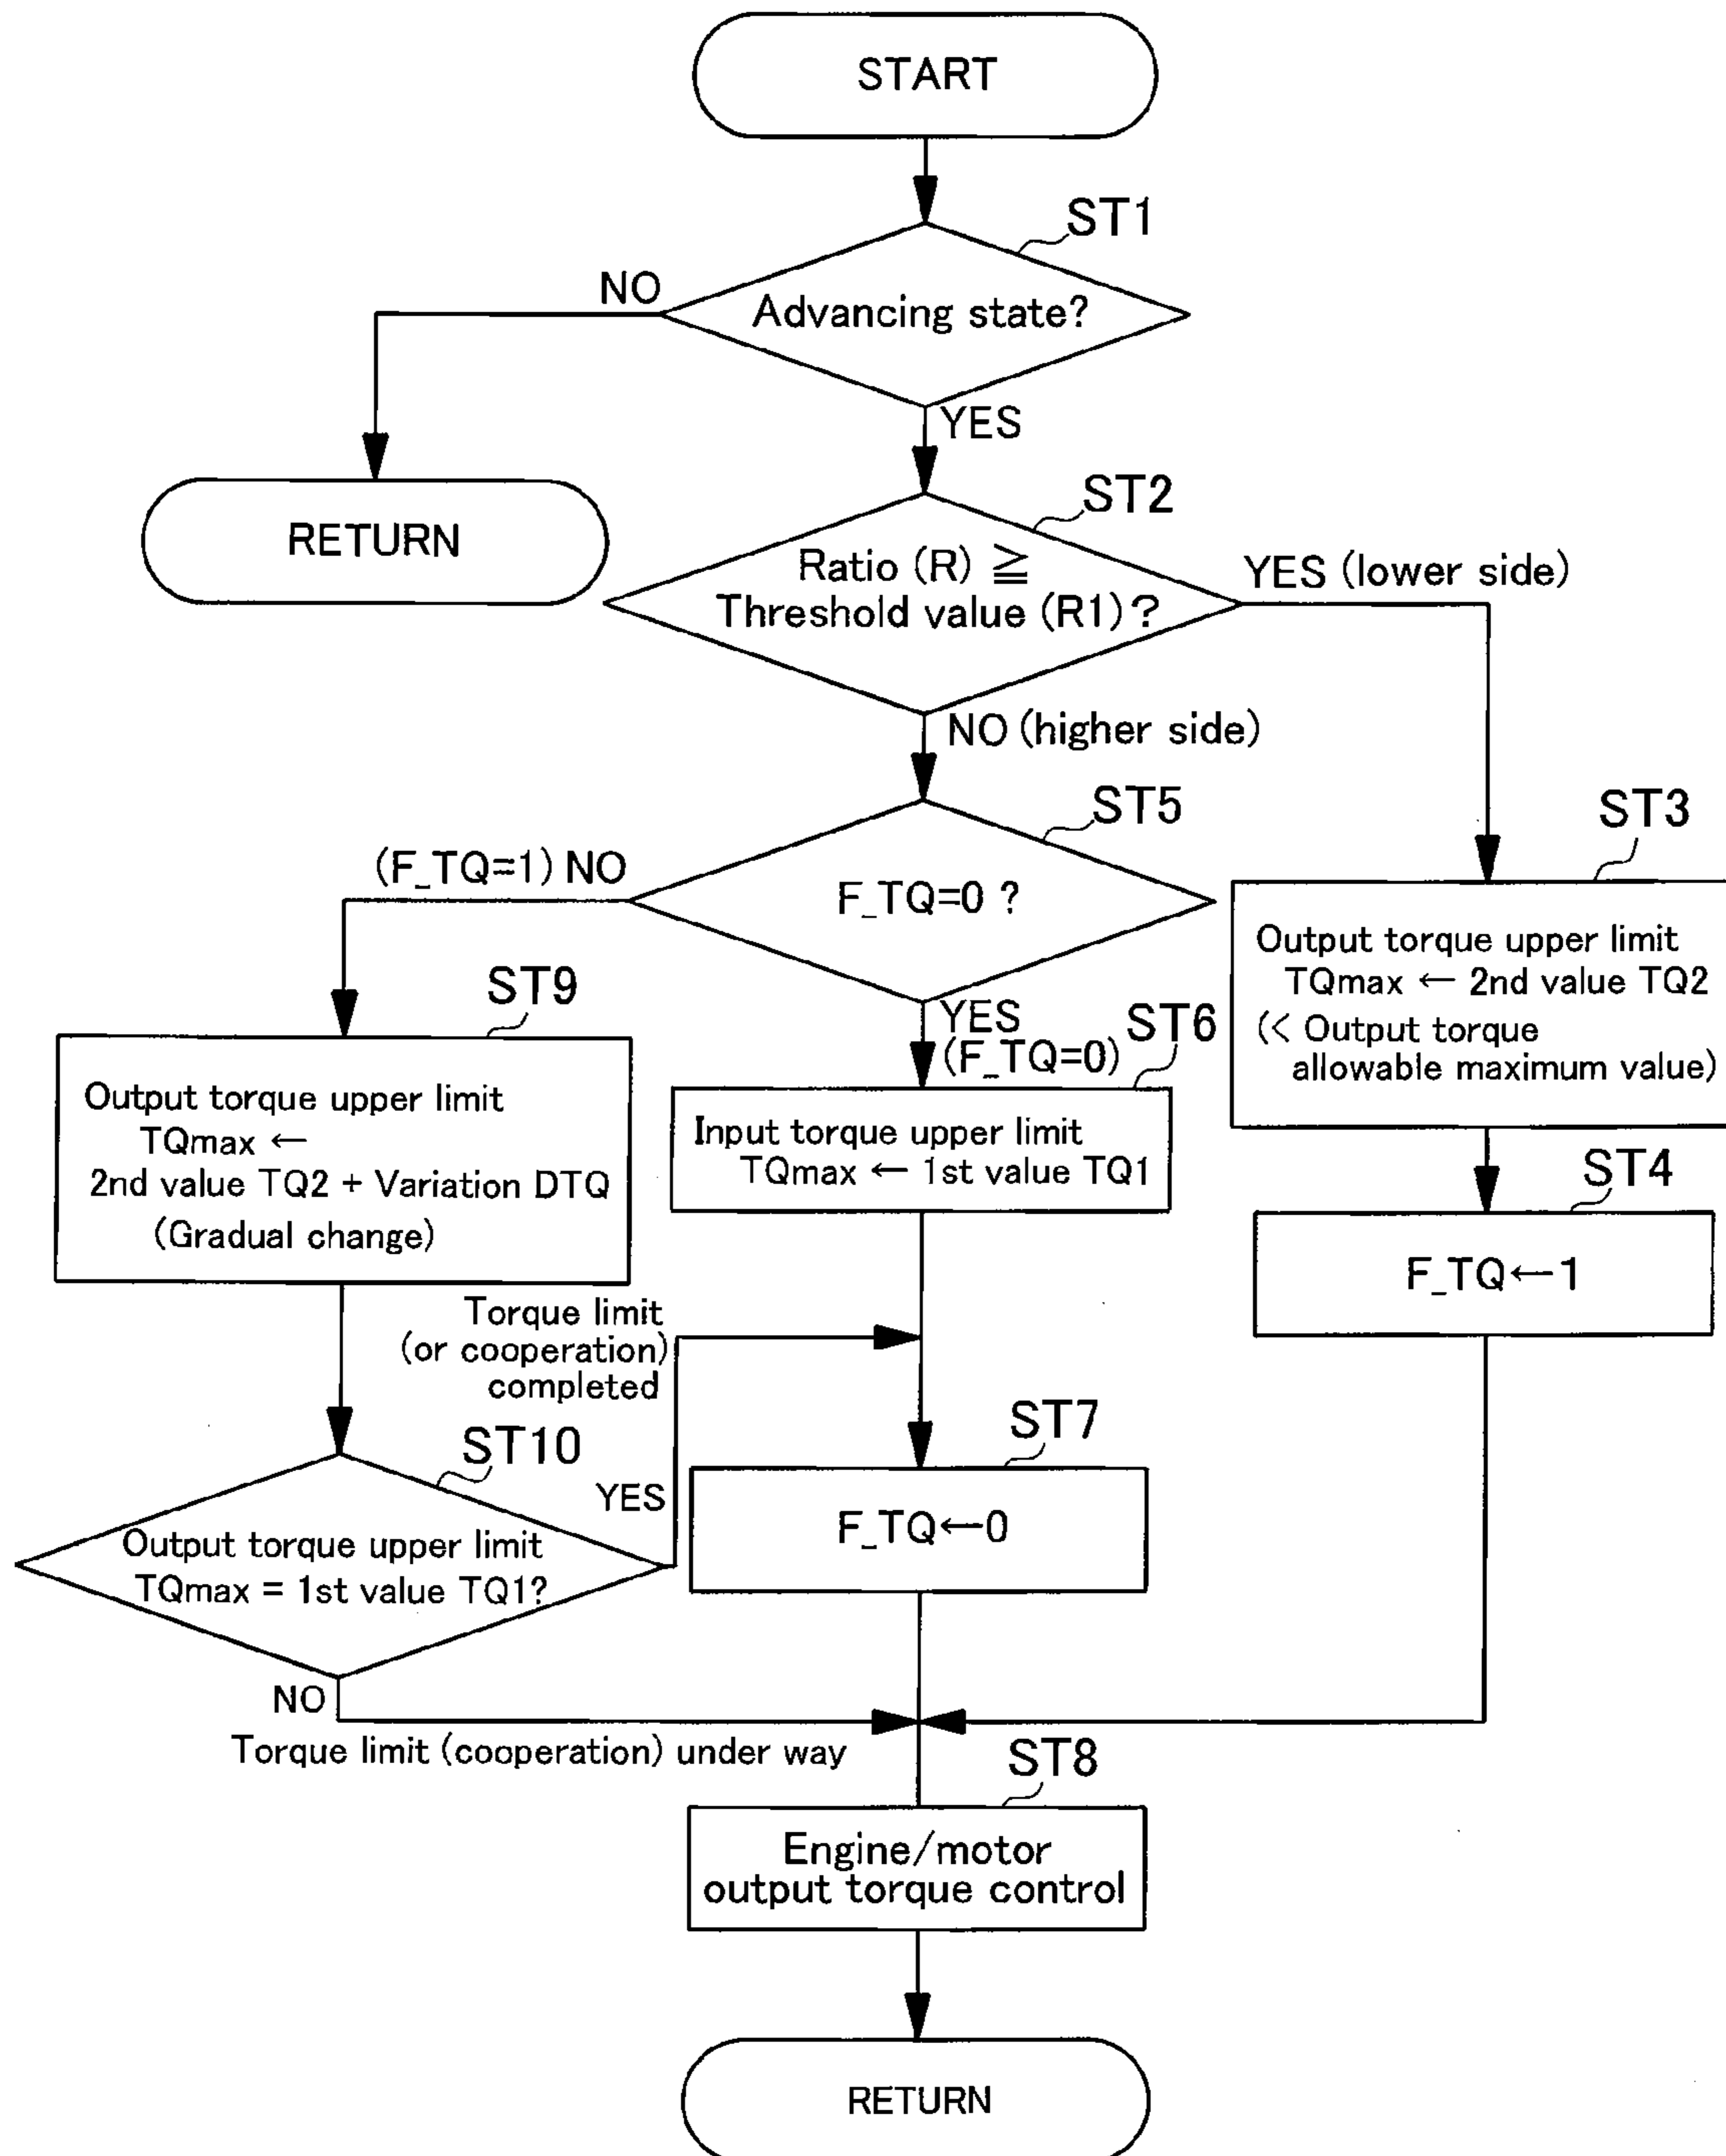 START
ST1
NO
Advancing state?
YES
RETURN
ST2
Ratio (R) ≧
Threshold value (R1)?
YES (lower side)
NO (higher side)
ST5
(F_TQ=1) NO
F_TQ=0 ?
ST3
Output torque upper limit
TQmax ← 2nd value TQ2
(< Output torque
allowable maximum value)
ST9
YES
(F_TQ=0)
ST6
Output torque upper limit
TQmax ←
2nd value TQ2 + Variation DTQ
(Gradual change)
Input torque upper limit
TQmax ← 1st value TQ1
ST4
F_TQ←1
Torque limit
(or cooperation)
completed
ST10
YES
ST7
F_TQ←0
Output torque upper limit
TQmax = 1st value TQ1?
NO
Torque limit (cooperation) under way
ST8
Engine/motor
output torque control
RETURN